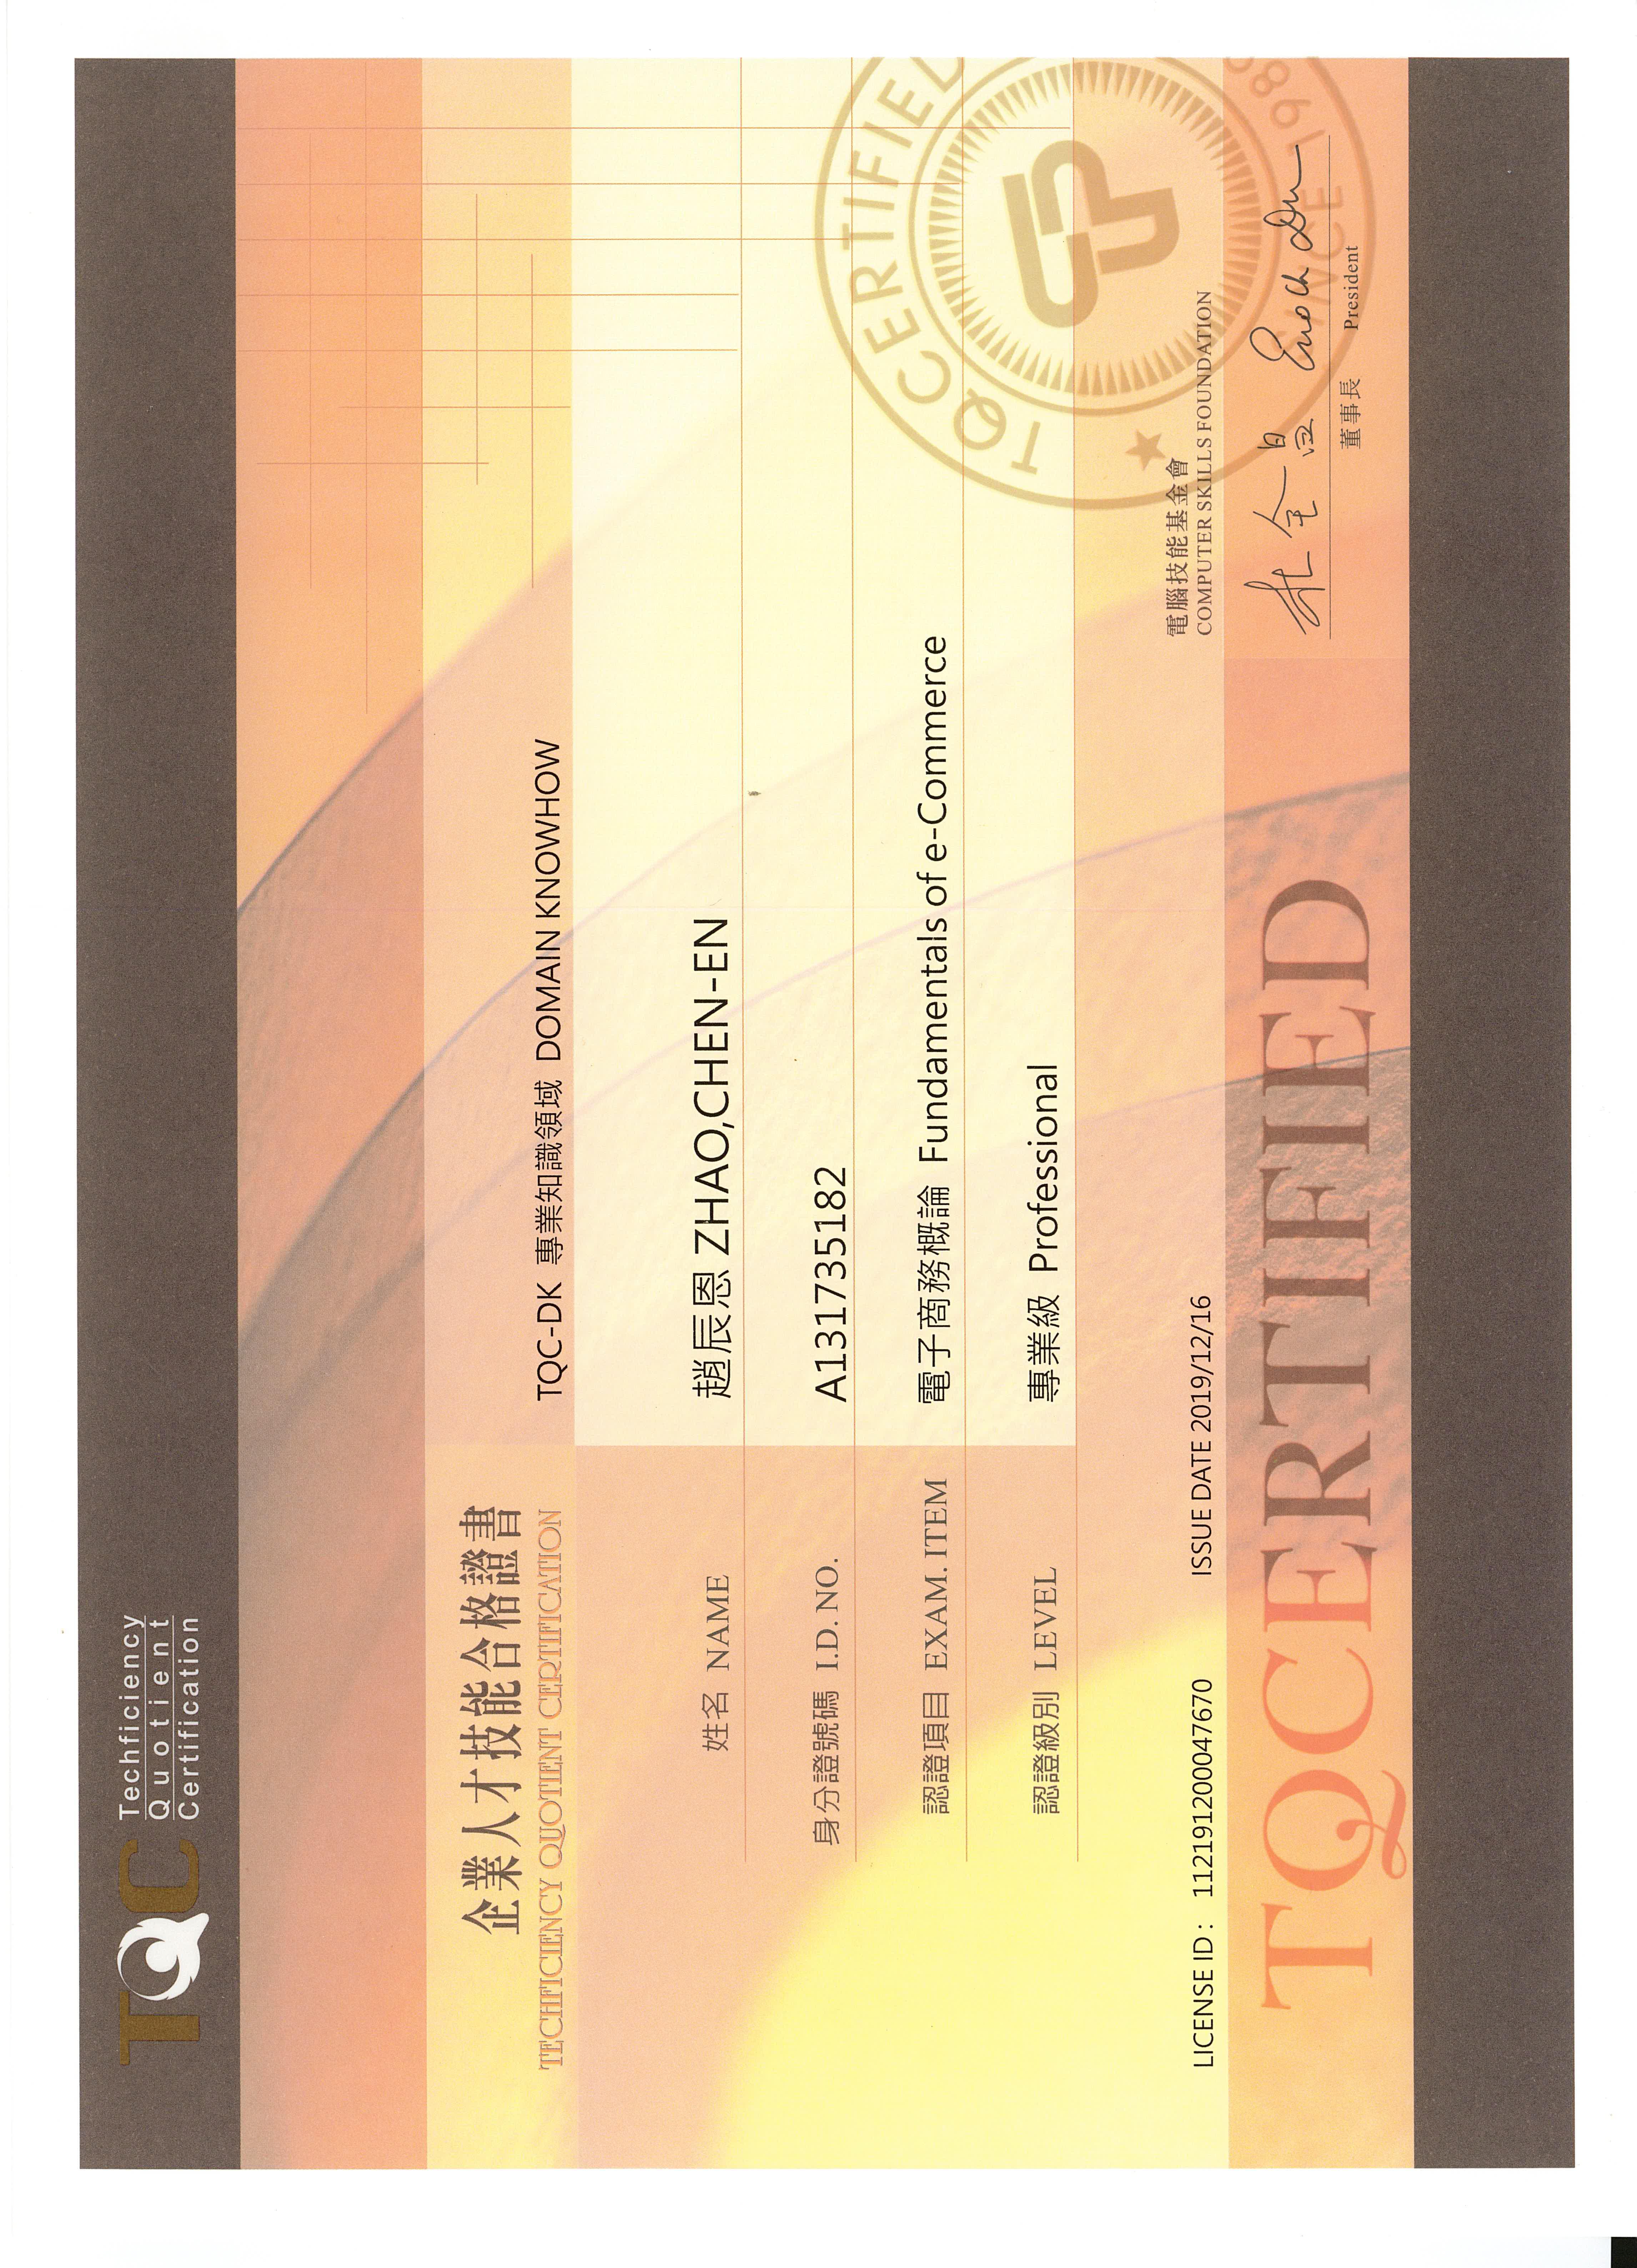 TQC
Techficiency
Quotient
Certification
企業人才技能合格證書
TECHFICIENCY QUOTIENT CERTIFICATION
TQC-DK 專業知識領域 DOMAIN KNOWHOW
姓名 NAME
趙辰恩 ZHAO,CHEN-EN
身分證號碼 I.D. NO.
A131735182
認證項目 EXAM. ITEM
電子商務概論 Fundamentals of e-Commerce
認證級別 LEVEL
專業級 Professional
TQCERTIFIED
SINCE 1989
LICENSE ID : 112191200047670
ISSUE DATE 2019/12/16
電腦技能基金會
COMPUTER SKILLS FOUNDATION
董事長 President
TQCERTIFIED